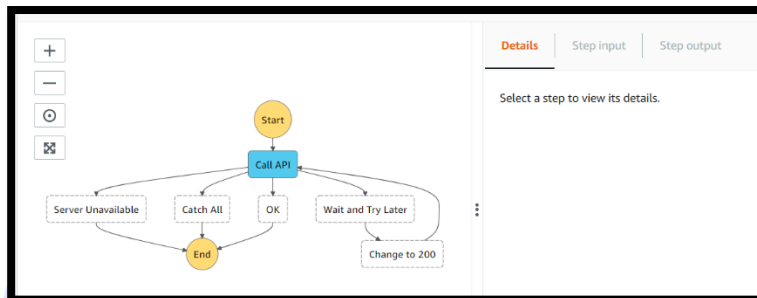 Details
Step input
Step output
Select a step to view its details.
Start
Call API
Server Unavailable
Catch All
OK
Wait and Try Later
End
Change to 200